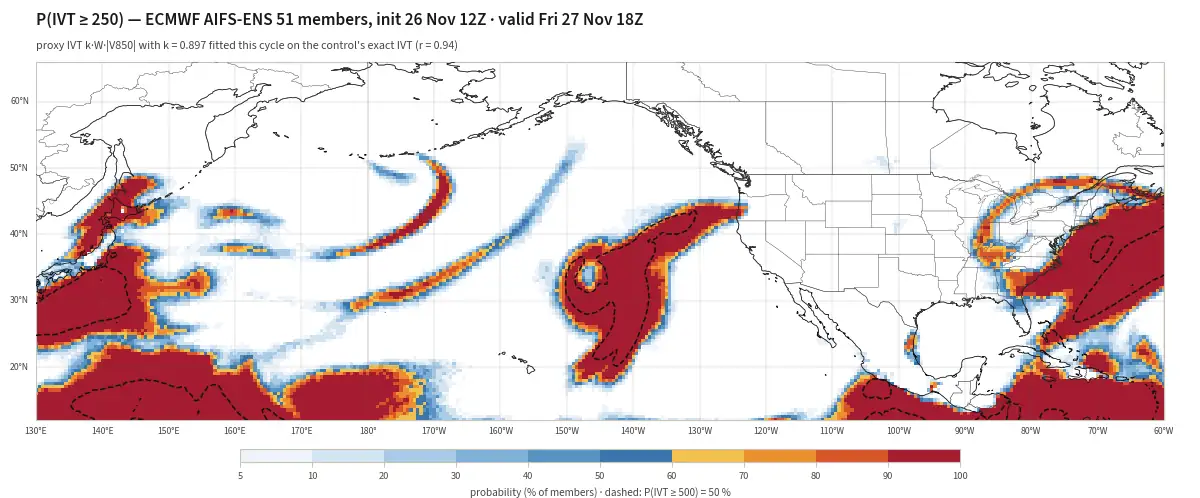 P(IVT ≥ 250) — ECMWF AIFS-ENS 51 members, init 26 Nov 12Z · valid Fri 27 Nov 18Z
proxy IVT k·W·|V850| with k = 0.897 fitted this cycle on the control's exact IVT (r = 0.94)
60°N
50°N
40°N
30°N
20°N
130°E 140°E 150°E 160°E 170°E 180° 170°W 160°W 150°W 140°W 130°W 120°W 110°W 100°W 90°W 80°W 70°W 60°W
5 10 20 30 40 50 60 70 80 90 100
probability (% of members) · dashed: P(IVT ≥ 500) = 50 %